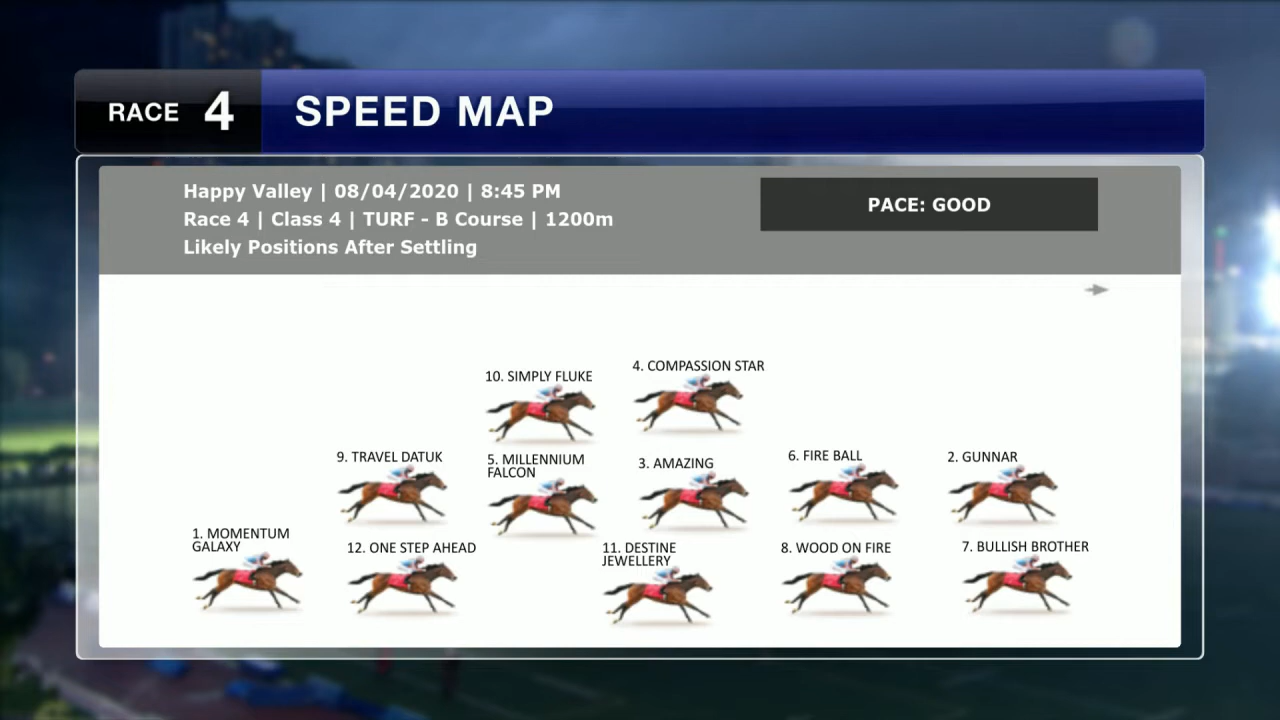 RACE 4
SPEED MAP
Happy Valley | 08/04/2020 | 8:45 PM
Race 4 | Class 4 | TURF - B Course | 1200m
Likely Positions After Settling
PACE: GOOD
10. SIMPLY FLUKE
4. COMPASSION STAR
9. TRAVEL DATUK
5. MILLENNIUM
FALCON
3. AMAZING
6. FIRE BALL
2. GUNNAR
1. MOMENTUM
GALAXY
12. ONE STEP AHEAD
11. DESTINE
JEWELLERY
8. WOOD ON FIRE
7. BULLISH BROTHER